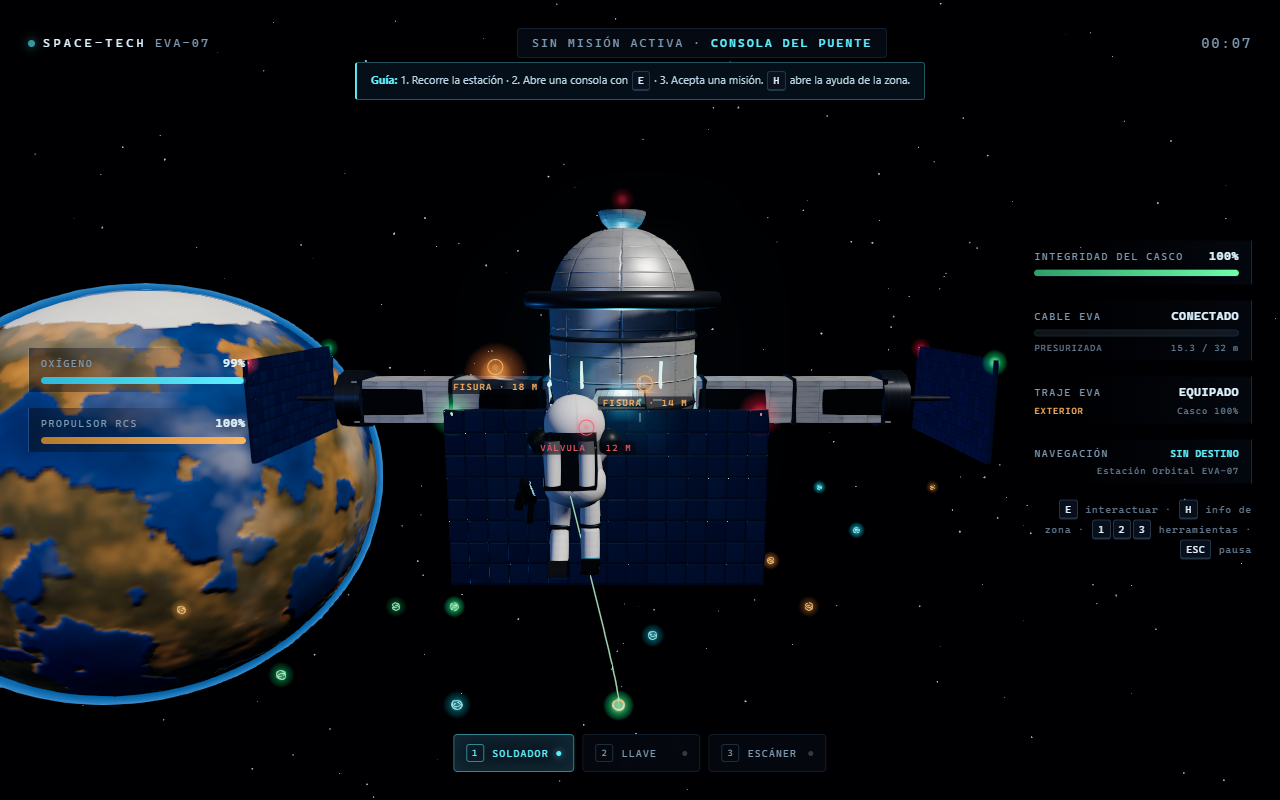 SPACE-TECH EVA-07
SIN MISIÓN ACTIVA · CONSOLA DEL PUENTE
00:07
Guía: 1. Recorre la estación · 2. Abre una consola con E · 3. Acepta una misión. H abre la ayuda de la zona.
OXÍGENO 99%
PROPULSOR RCS 100%
FISURA · 18 M
FISURA · 14 M
VÁLVULA · 12 M
INTEGRIDAD DEL CASCO 100%
CABLE EVA CONECTADO
PRESURIZADA 15.3 / 32 m
TRAJE EVA EQUIPADO
EXTERIOR Casco 100%
NAVEGACIÓN SIN DESTINO
Estación Orbital EVA-07
E interactuar · H info de
zona · 1 2 3 herramientas ·
ESC pausa
1 SOLDADOR 2 LLAVE 3 ESCÁNER